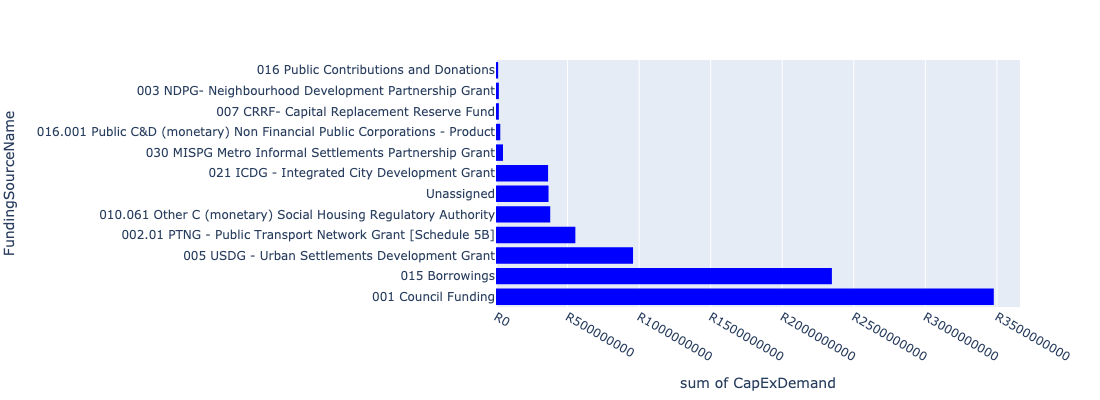 016 Public Contributions and Donations
003 NDPG- Neighbourhood Development Partnership Grant
007 CRRF- Capital Replacement Reserve Fund
016.001 Public C&D (monetary) Non Financial Public Corporations - Product
030 MISPG Metro Informal Settlements Partnership Grant
021 ICDG - Integrated City Development Grant
Unassigned
010.061 Other C (monetary) Social Housing Regulatory Authority
002.01 PTNG - Public Transport Network Grant [Schedule 5B]
005 USDG - Urban Settlements Development Grant
015 Borrowings
001 Council Funding
FundingSourceName
R0
R500000000
R1000000000
R1500000000
R2000000000
R2500000000
R3000000000
R3500000000
sum of CapExDemand